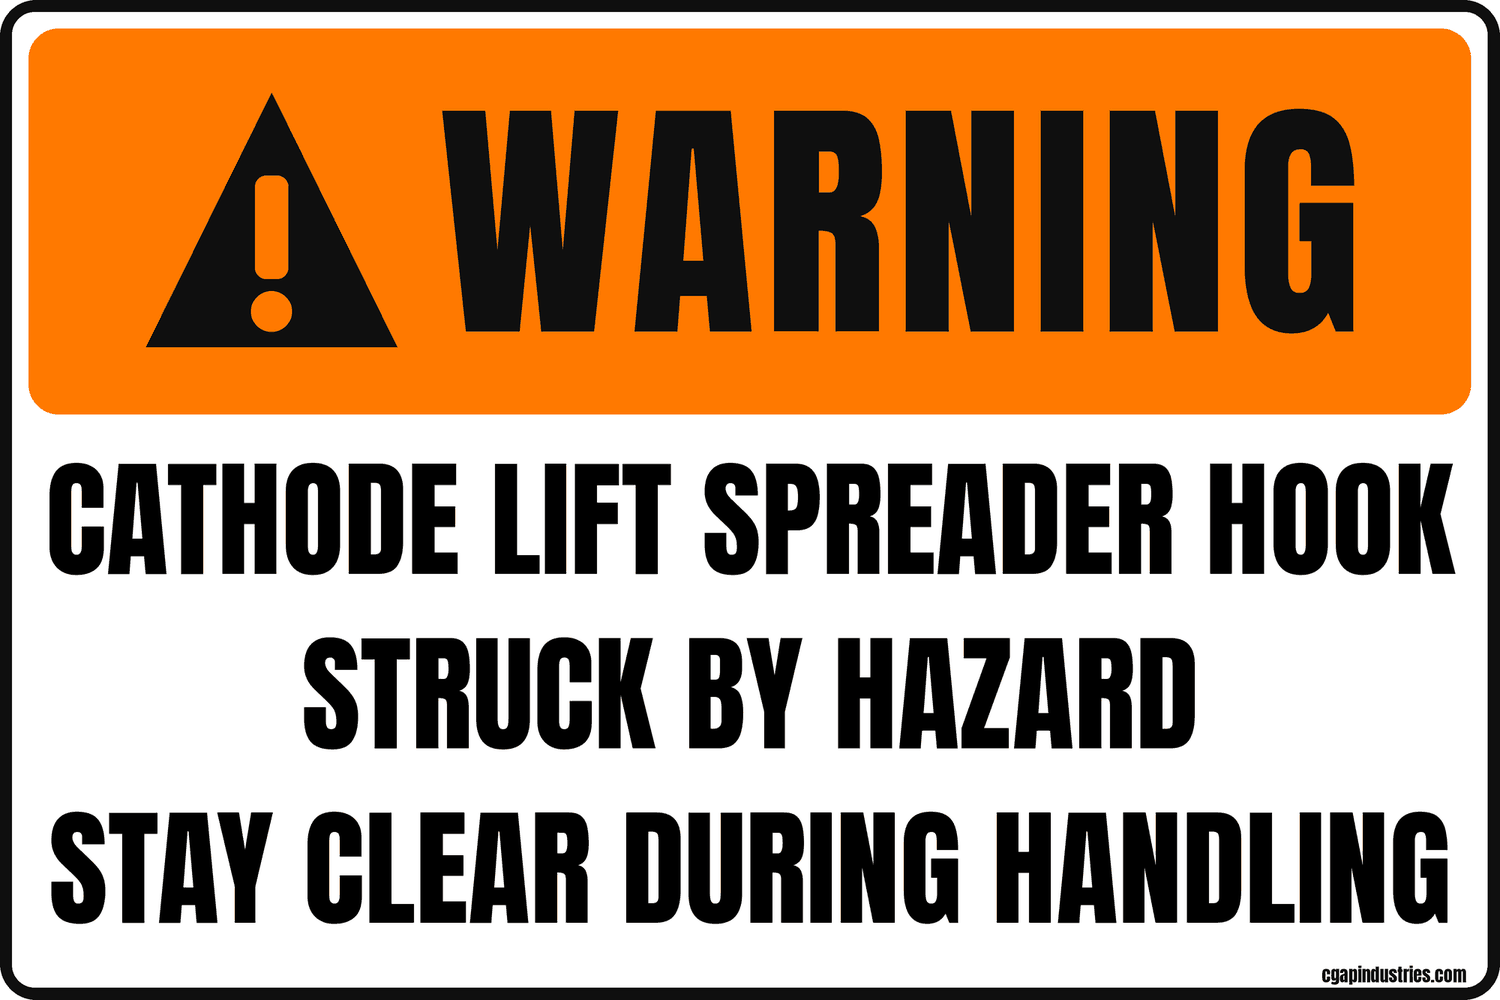 WARNING
CATHODE LIFT SPREADER HOOK
STRUCK BY HAZARD
STAY CLEAR DURING HANDLING
cgapindustries.com